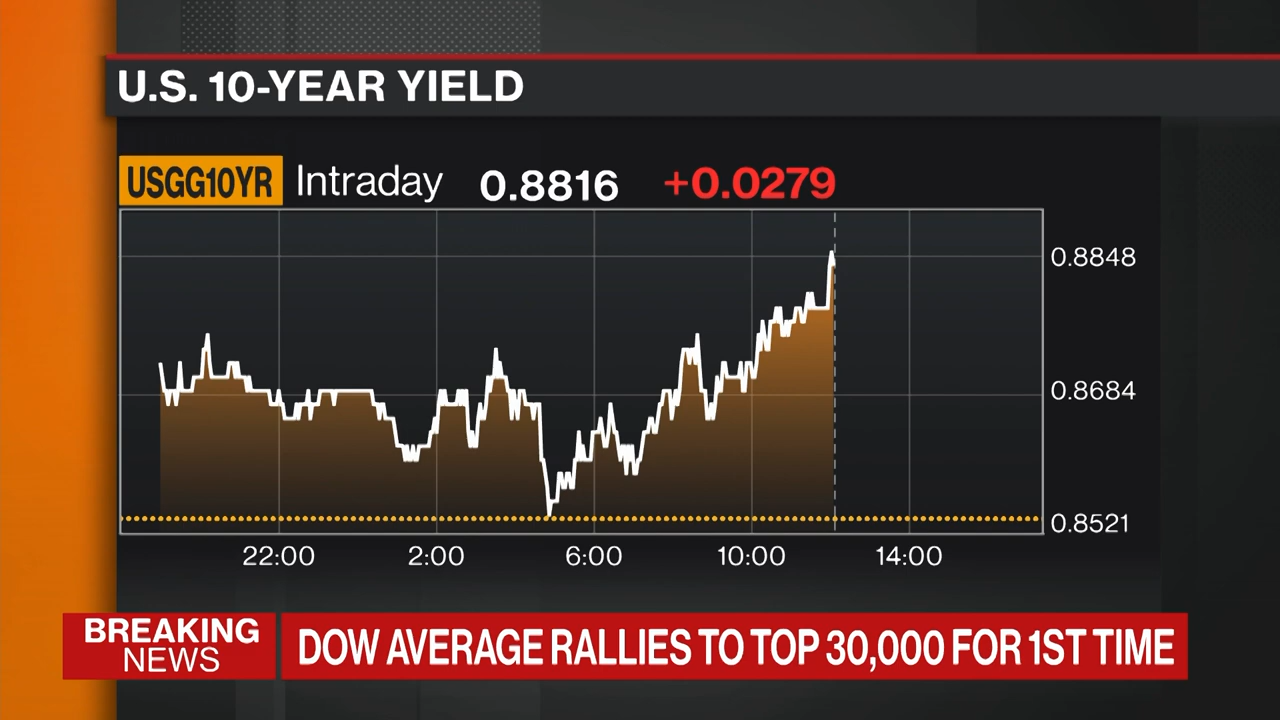 U.S. 10-YEAR YIELD
USGG10YR Intraday 0.8816 +0.0279
0.8848
0.8684
0.8521
22:00 2:00 6:00 10:00 14:00
BREAKING NEWS
DOW AVERAGE RALLIES TO TOP 30,000 FOR 1ST TIME